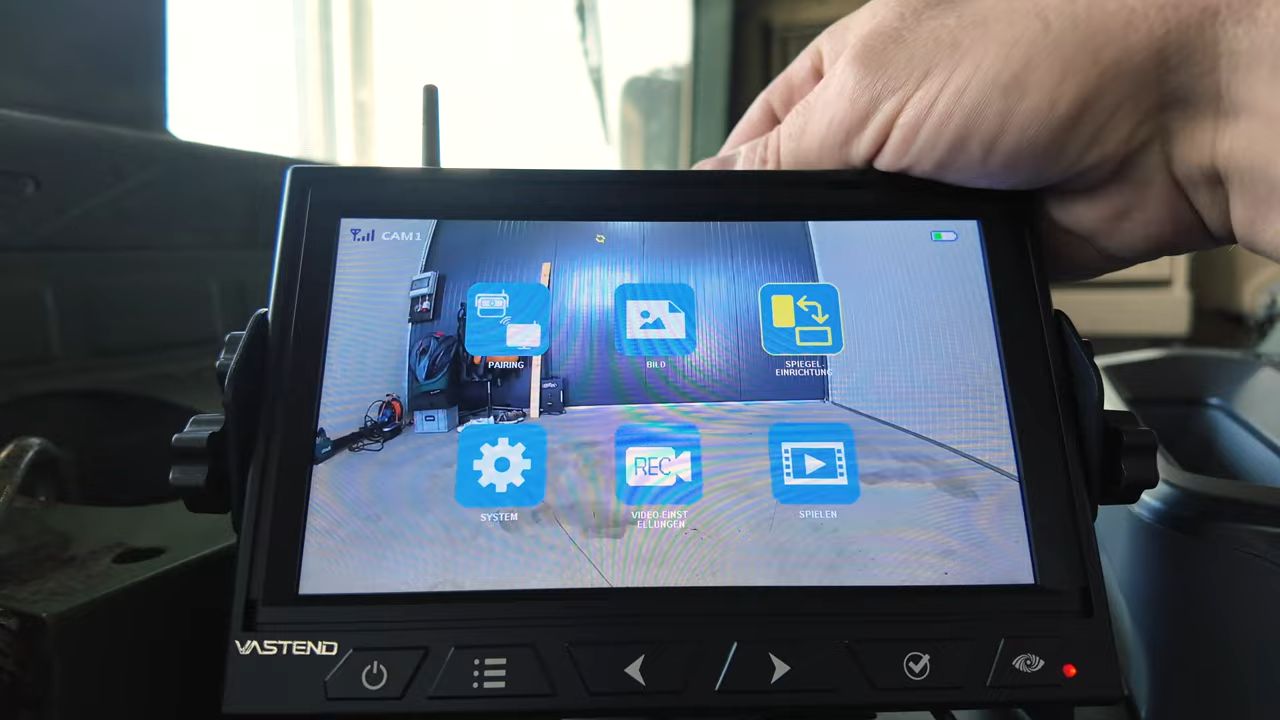 CAM1
PAIRING
BILD
SPIEGEL-
EINRICHTUNG
SYSTEM
REC
VIDEO-EINST
ELLUNGEN
SPIELEN
VASTEND